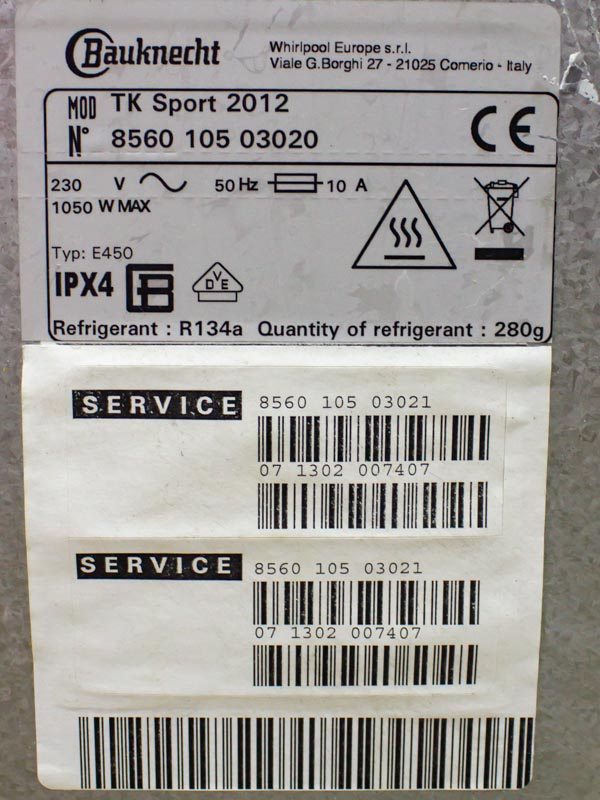 Bauknecht
Whirlpool Europe s.r.l.
Viale G.Borghi 27 - 21025 Comerio - Italy
MOD TK Sport 2012
N° 8560 105 03020
CE
230 V 50 Hz 10 A
1050 W MAX
Typ: E450
IPX4
VDE
Refrigerant : R134a Quantity of refrigerant : 280g
SERVICE 8560 105 03021
07 1302 007407
SERVICE 8560 105 03021
07 1302 007407